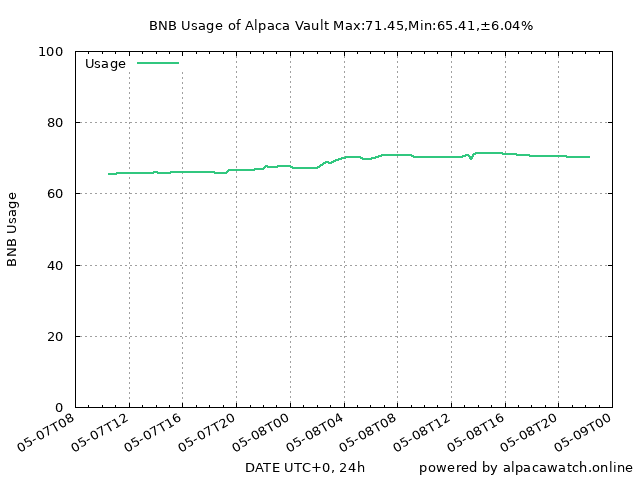 BNB Usage of Alpaca Vault Max:71.45,Min:65.41,±6.04%
Usage
100
80
60
40
20
0
BNB Usage
05-07T08
05-07T12
05-07T16
05-07T20
05-08T00
05-08T04
05-08T08
05-08T12
05-08T16
05-08T20
05-09T00
DATE UTC+0, 24h
powered by alpacawatch.online